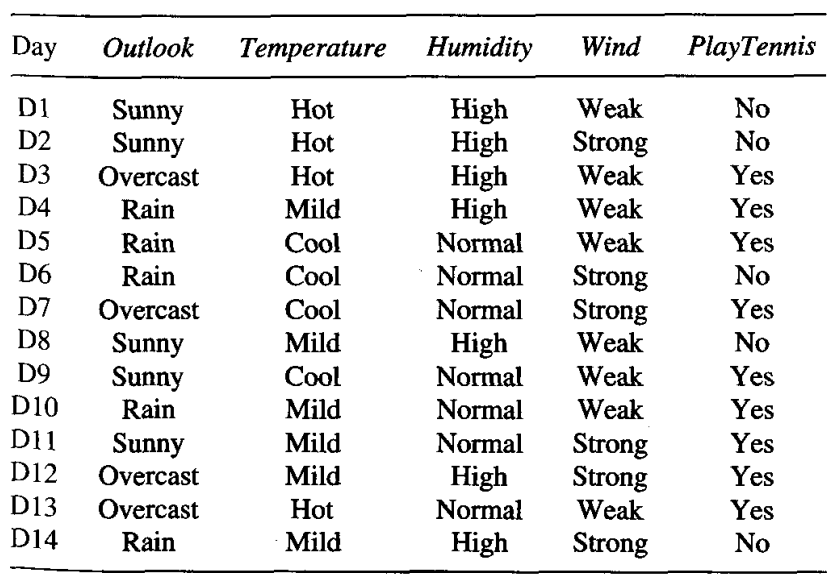 Day Outlook Temperature Humidity Wind PlayTennis
D1 Sunny Hot High Weak No
D2 Sunny Hot High Strong No
D3 Overcast Hot High Weak Yes
D4 Rain Mild High Weak Yes
D5 Rain Cool Normal Weak Yes
D6 Rain Cool Normal Strong No
D7 Overcast Cool Normal Strong Yes
D8 Sunny Mild High Weak No
D9 Sunny Cool Normal Weak Yes
D10 Rain Mild Normal Weak Yes
D11 Sunny Mild Normal Strong Yes
D12 Overcast Mild High Strong Yes
D13 Overcast Hot Normal Weak Yes
D14 Rain Mild High Strong No